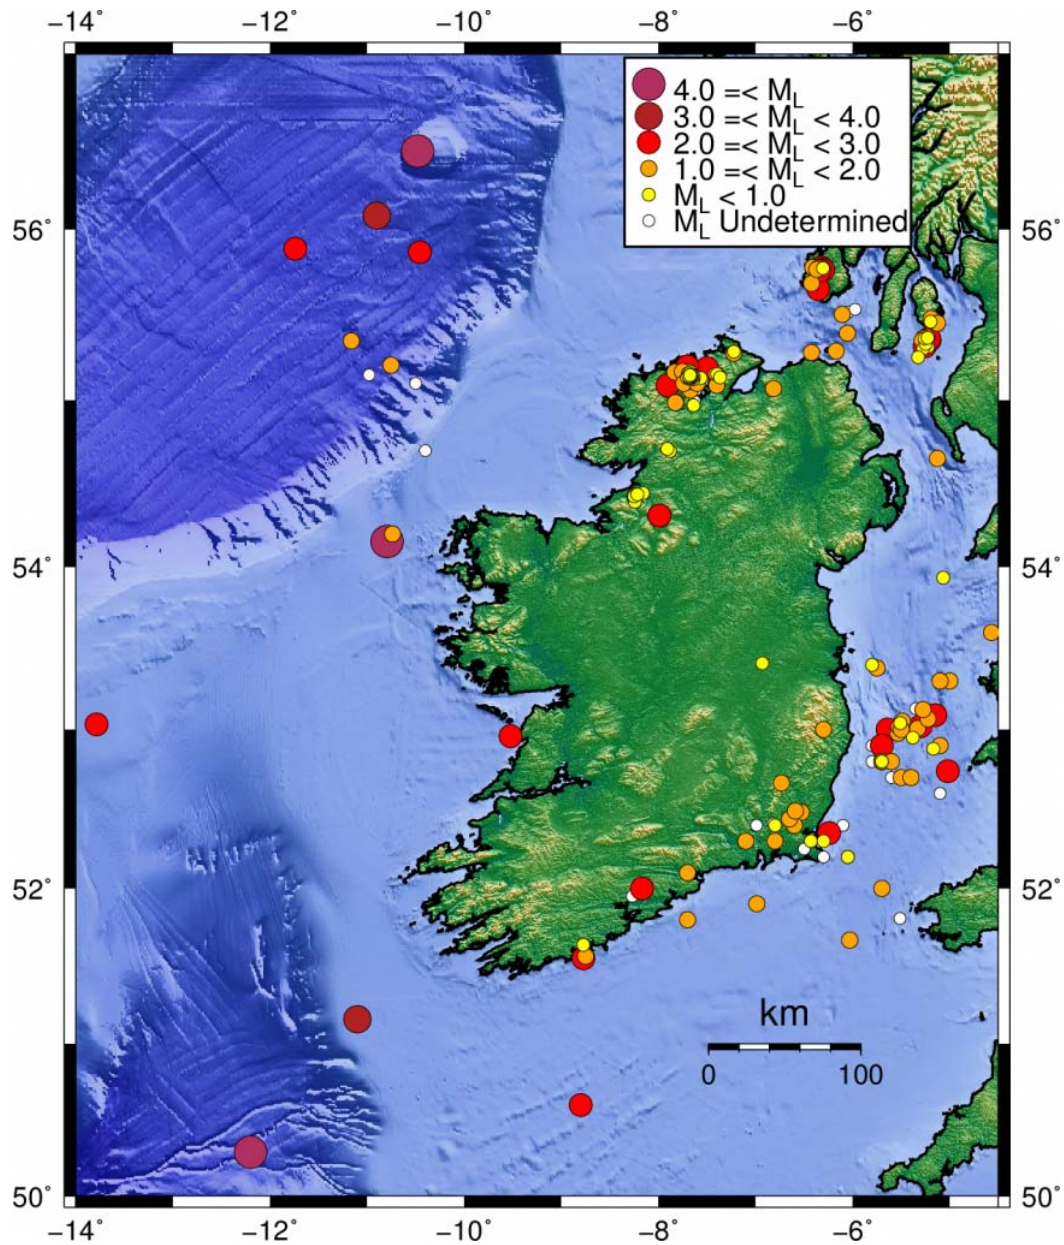 −14˚ −12˚ −10˚ −8˚ −6˚
4.0 =< ML
3.0 =< ML < 4.0
2.0 =< ML < 3.0
1.0 =< ML < 2.0
ML < 1.0
ML Undetermined
56˚ 56˚
54˚ 54˚
52˚ 52˚
km
0 100
50˚ 50˚
−14˚ −12˚ −10˚ −8˚ −6˚